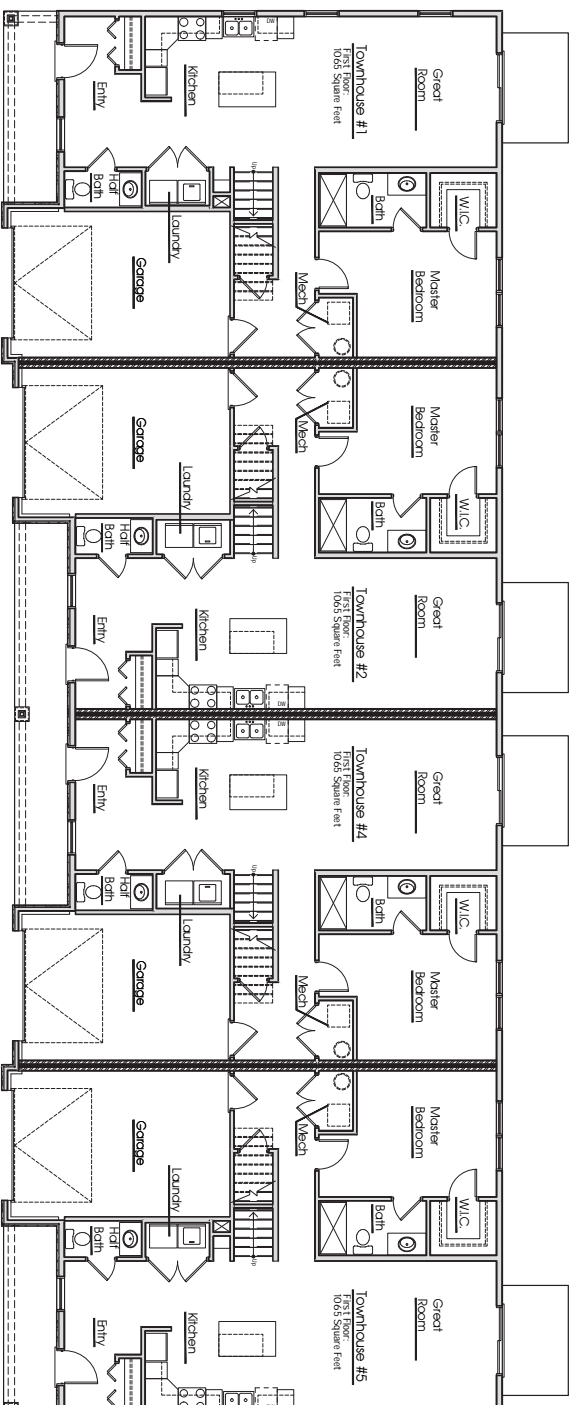 Great
Room
Townhouse #1
First Floor:
1065 Square Feet
DW
Kitchen
Entry
W.I.C.
Bath
Up
Half
Bath
Laundry
Master
Bedroom
Mech
Garage
Master
Bedroom
Mech
Garage
W.I.C.
Bath
Up
Laundry
Half
Bath
Great
Room
Townhouse #2
First Floor:
1065 Square Feet
Kitchen
Entry
DW
DW
Great
Room
Townhouse #4
First Floor:
1065 Square Feet
Kitchen
Entry
W.I.C.
Bath
Up
Half
Bath
Laundry
Master
Bedroom
Mech
Garage
Master
Bedroom
Mech
Garage
W.I.C.
Bath
Up
Laundry
Half
Bath
Great
Room
Townhouse #5
First Floor:
1065 Square Feet
Kitchen
Entry